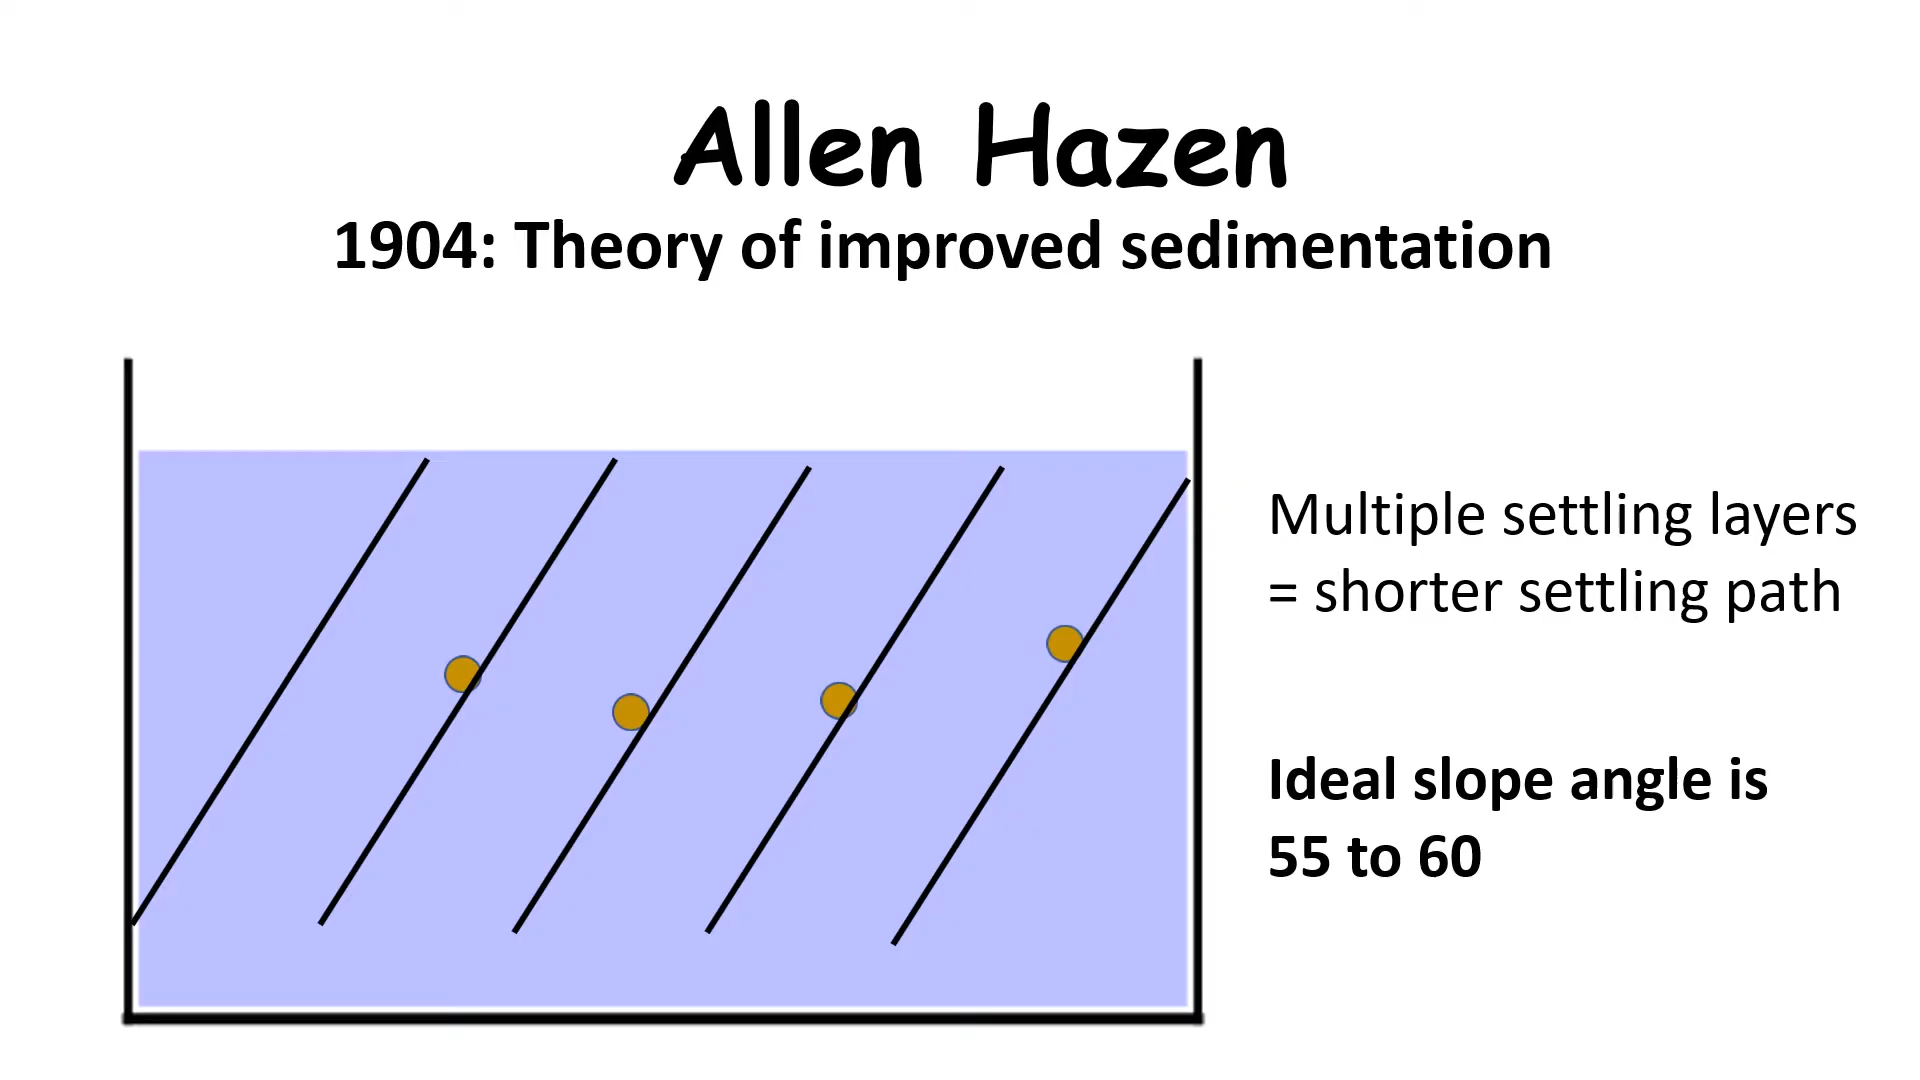 Allen Hazen
1904: Theory of improved sedimentation
Multiple settling layers
= shorter settling path
Ideal slope angle is
55 to 60